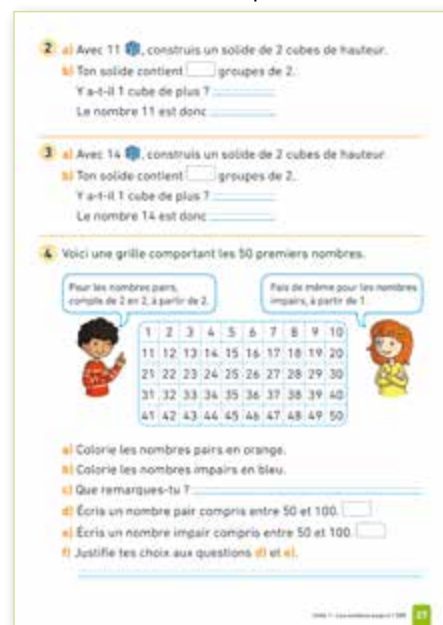 2 a) Avec 11 , construis un solide de 2 cubes de hauteur.
b) Ton solide contient groupes de 2.
Y a-t-il 1 cube de plus ?
Le nombre 11 est donc
3 a) Avec 14 , construis un solide de 2 cubes de hauteur
b) Ton solide contient groupes de 2.
Y a-t-il 1 cube de plus ?
Le nombre 14 est donc
4 Voici une grille comportant les 50 premiers nombres.
Pour les nombres pairs,
compte de 2 en 2, à partir de 2.
Fais de même pour les nombres
impairs, à partir de 1.
1 2 3 4 5 6 7 8 9 10
11 12 13 14 15 16 17 18 19 20
21 22 23 24 25 26 27 28 29 30
31 32 33 34 35 36 37 38 39 40
41 42 43 44 45 46 47 48 49 50
a) Colorie les nombres pairs en orange.
b) Colorie les nombres impairs en bleu.
c) Que remarques-tu ?
d) Écris un nombre pair compris entre 50 et 100.
e) Écris un nombre impair compris entre 50 et 100.
f) Justifie tes choix aux questions d) et e).
27